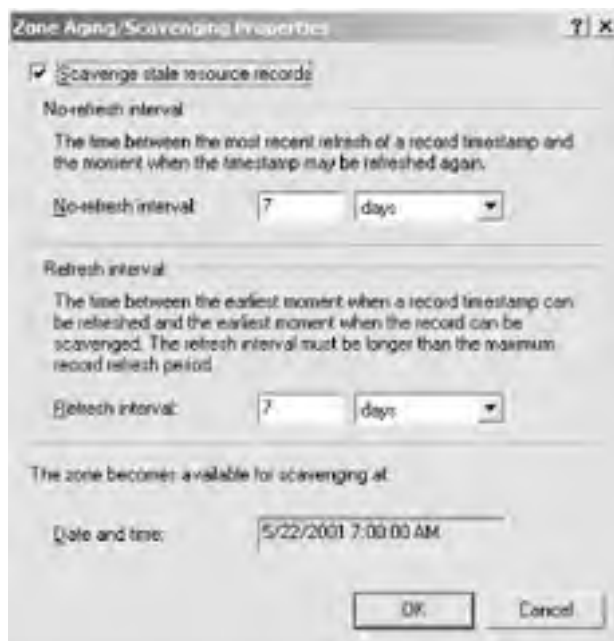 Zone Aging/Scavenging Properties
Scavenge stale resource records
No-refresh interval
The time between the most recent refresh of a record timestamp and
the moment when the timestamp may be refreshed again.
No-refresh interval: 7 days
Refresh interval
The time between the earliest moment when a record timestamp can
be refreshed and the earliest moment when the record can be
scavenged. The refresh interval must be longer than the maximum
record refresh period.
Refresh interval: 7 days
The zone becomes available for scavenging at:
Date and time: 5/22/2001 7:00:00 AM
OK Cancel